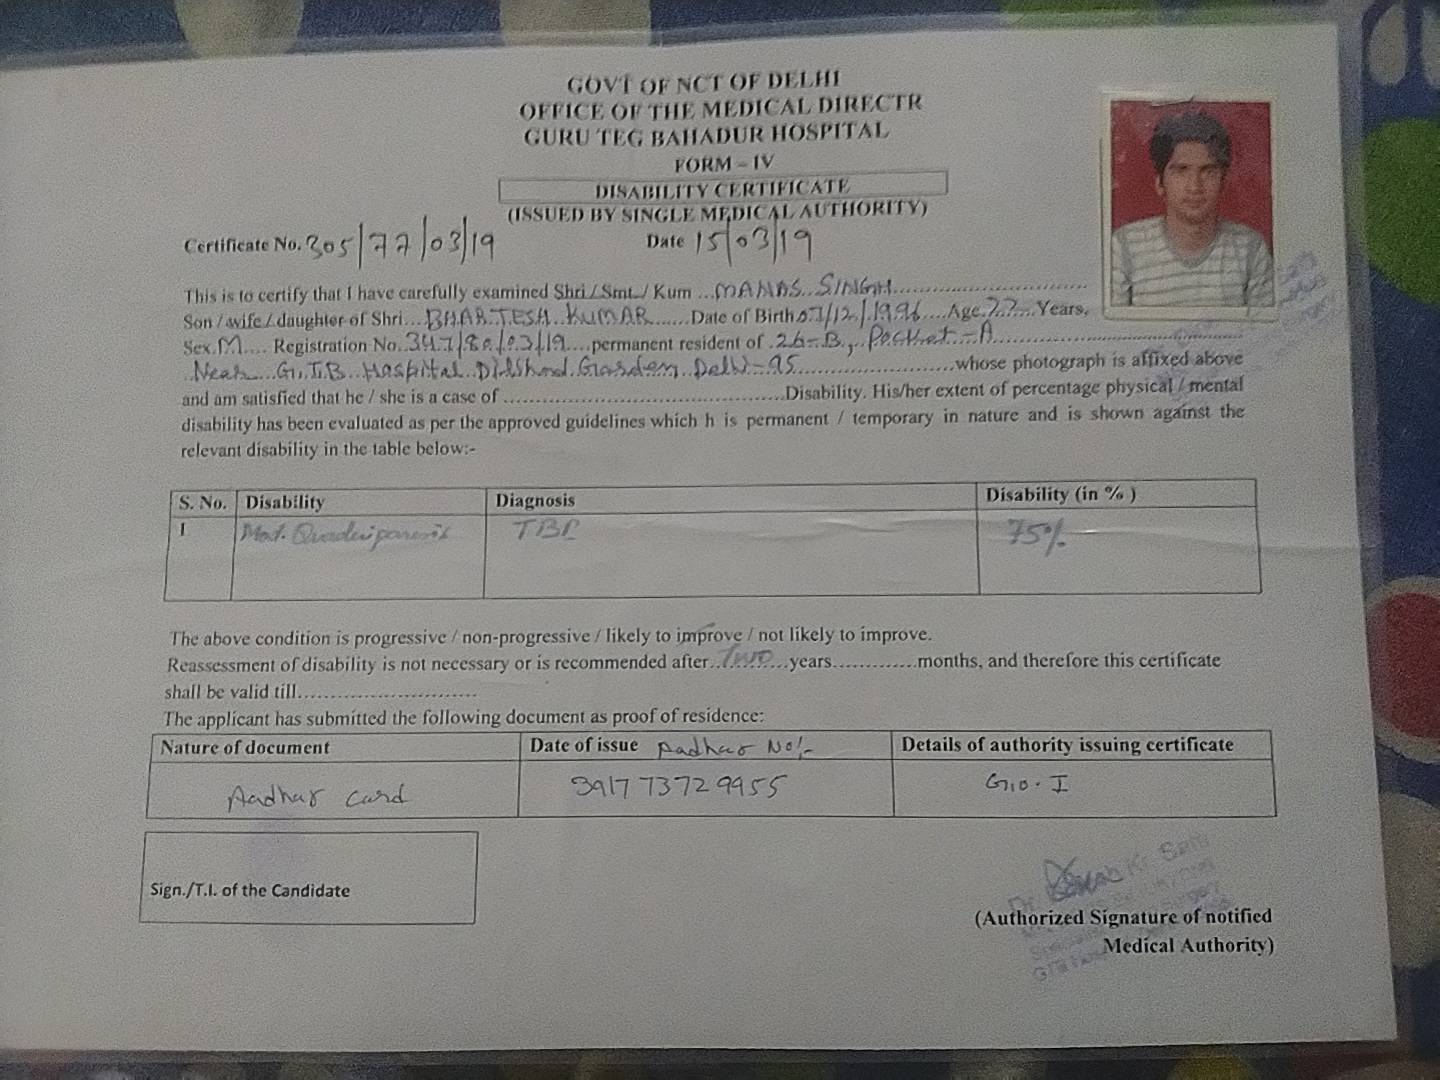 GOVT OF NCT OF DELHI
OFFICE OF THE MEDICAL DIRECTR
GURU TEG BAHADUR HOSPITAL
FORM – IV
DISABILITY CERTIFICATE
(ISSUED BY SINGLE MEDICAL AUTHORITY)
Certificate No. 305/77/03/19 Date 15/03/19
This is to certify that I have carefully examined Shri / Smt. / Kum ...MANAS SINGH...
Son / wife / daughter of Shri...BHARTESH KUMAR......Date of Birth 07/12/1996....Age 22....Years.
Sex.M.... Registration No. 347/80/03/19....permanent resident of 26-B, Pocket-A
Near G.T.B Hospital Dilshad Garden Delhi-95......whose photograph is affixed above
and am satisfied that he / she is a case of ............Disability. His/her extent of percentage physical / mental
disability has been evaluated as per the approved guidelines which h is permanent / temporary in nature and is shown against the
relevant disability in the table below:-
S. No. Disability Diagnosis Disability (in % )
1 Quadriparesis 75%
The above condition is progressive / non-progressive / likely to improve / not likely to improve.
Reassessment of disability is not necessary or is recommended after..Two...years............months, and therefore this certificate
shall be valid till..........................
The applicant has submitted the following document as proof of residence:
Nature of document Date of issue Aadhar No:- Details of authority issuing certificate
Aadhar Card 3917 7372 9955 G.O.I
Sign./T.I. of the Candidate
(Authorized Signature of notified
Medical Authority)